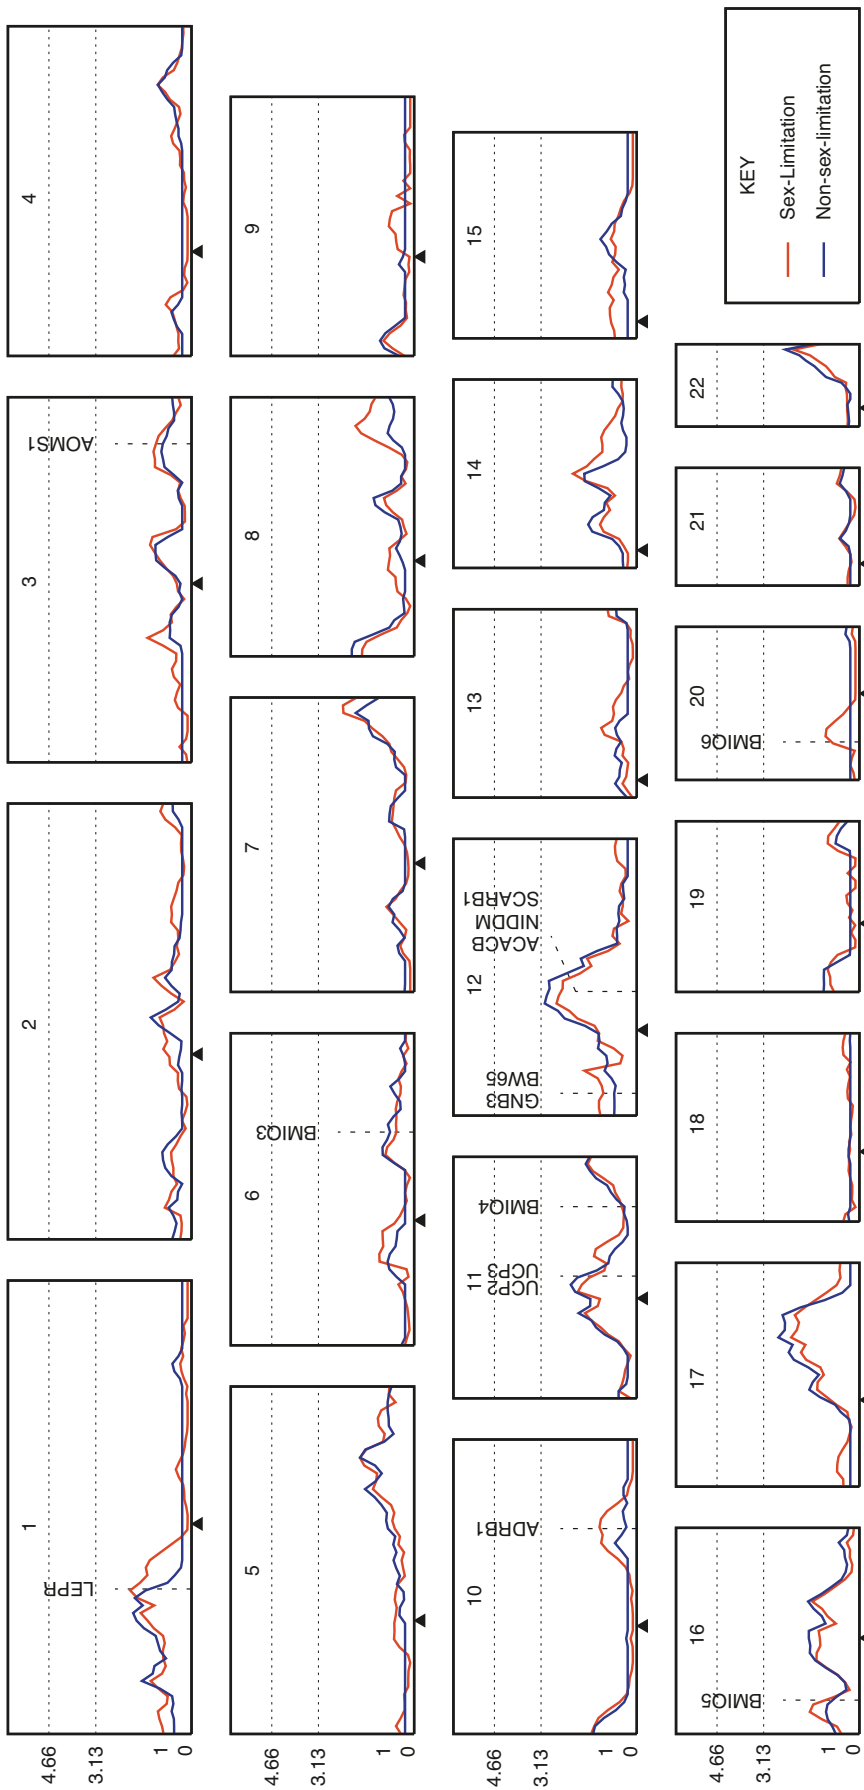 4.66
3.13
1
0
1
LEPR
2
3
AOMS1
4
4.66
3.13
1
0
5
6
BMIQ3
7
8
9
4.66
3.13
1
0
10
ADRB1
11
UCP2
UCP3
BMIQ4
12
GNB3
BW65
ACACB
NIDDM
SCARB1
13
14
15
4.66
3.13
1
0
16
BMIQ5
17
18
19
20
BMIQ6
21
22
KEY
Sex-Limitation
Non-sex-limitation